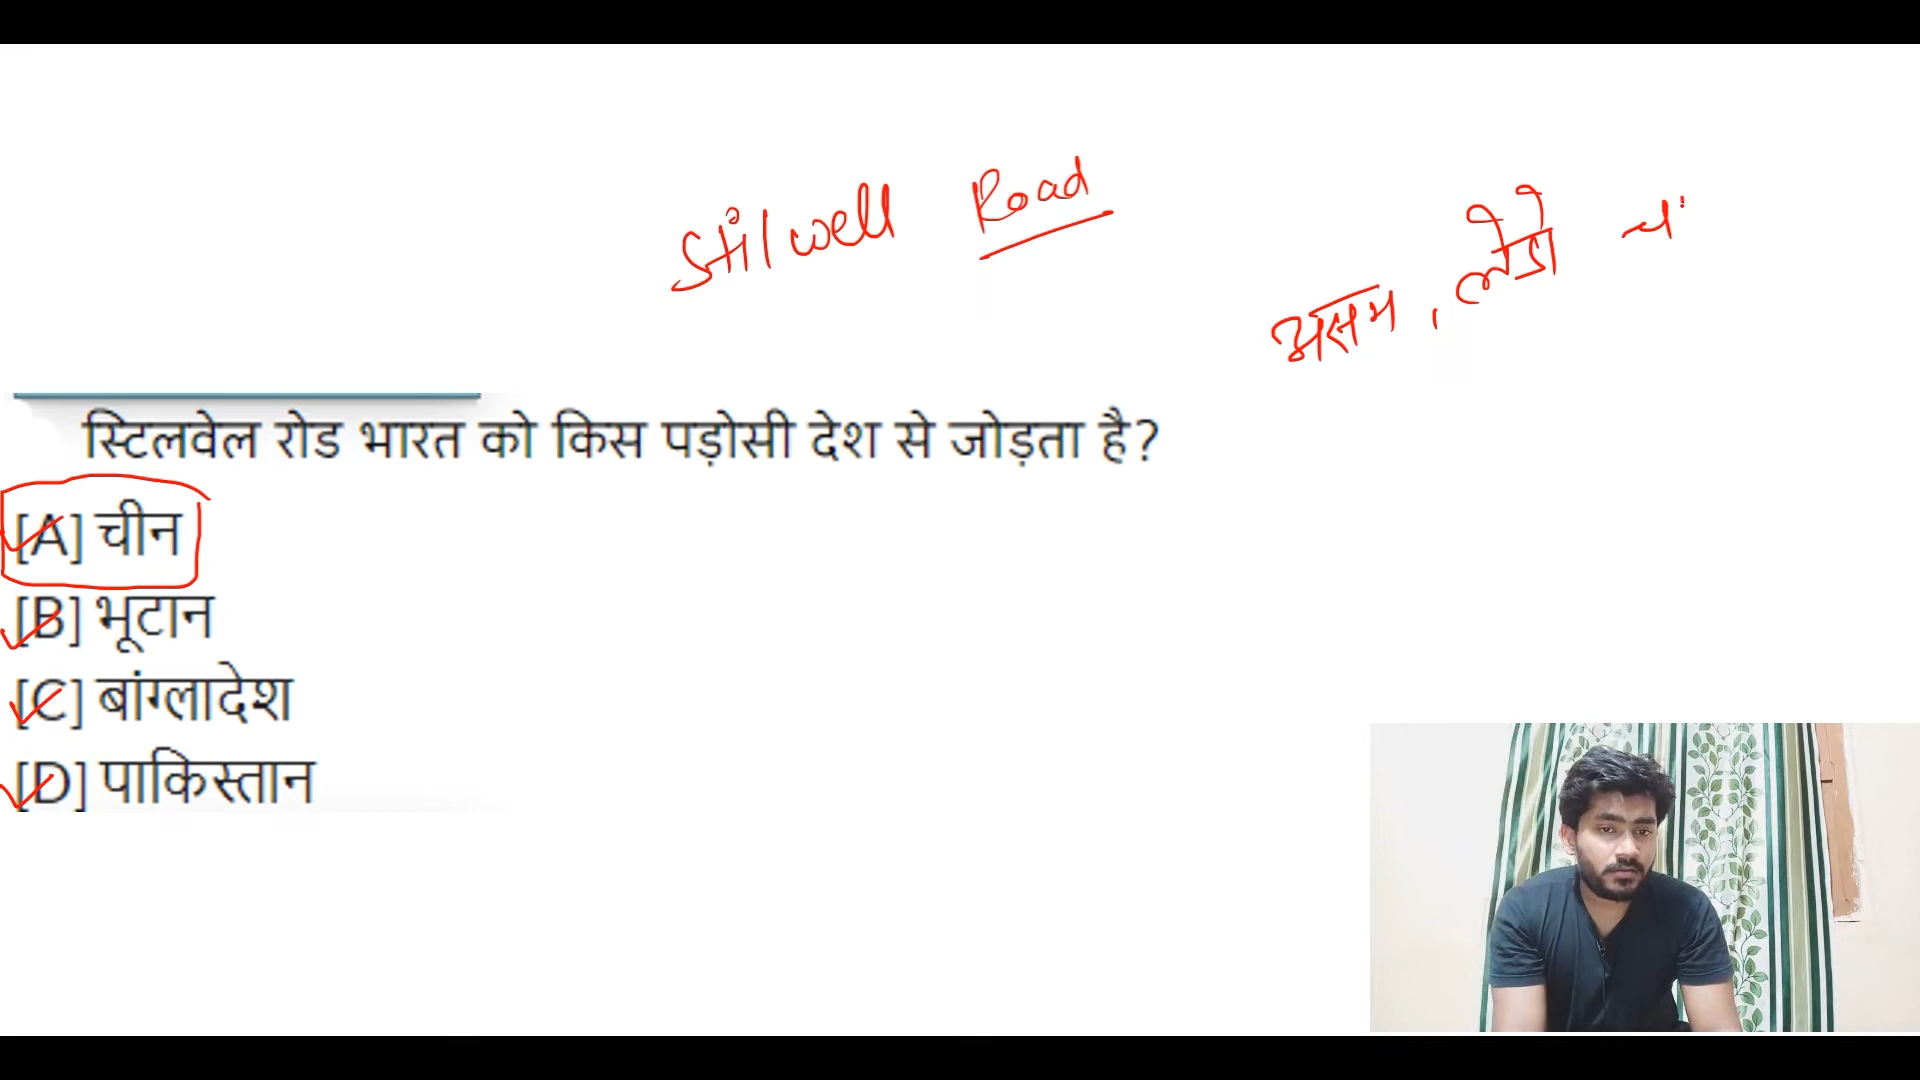 Stilwell Road
असम, लेडो
स्टिलवेल रोड भारत को किस पड़ोसी देश से जोड़ता है?
[A] चीन
[B] भूटान
[C] बांग्लादेश
[D] पाकिस्तान